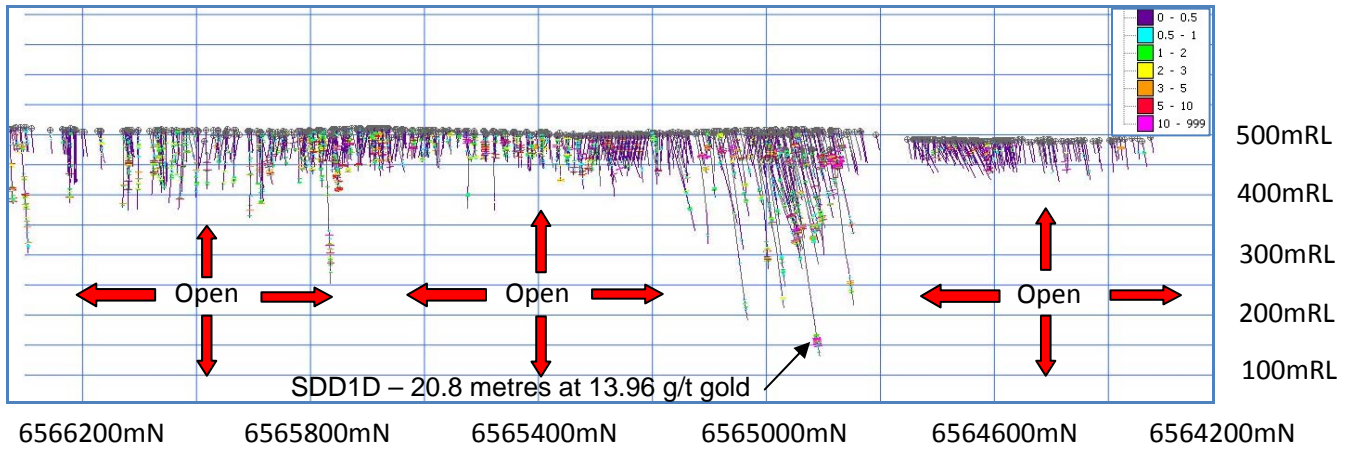 0 - 0.5
0.5 - 1
1 - 2
2 - 3
3 - 5
5 - 10
10 - 999
500mRL
400mRL
300mRL
Open
Open
Open
200mRL
100mRL
SDD1D – 20.8 metres at 13.96 g/t gold
6566200mN 6565800mN 6565400mN 6565000mN 6564600mN 6564200mN